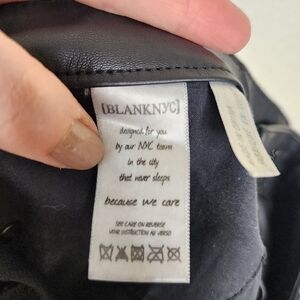 [BLANKNYC]
designed for you
by our NYC team
in the city
that never sleeps
because we care
SEE CARE ON REVERSE
VOIR INSTRUCTION AU VERSO